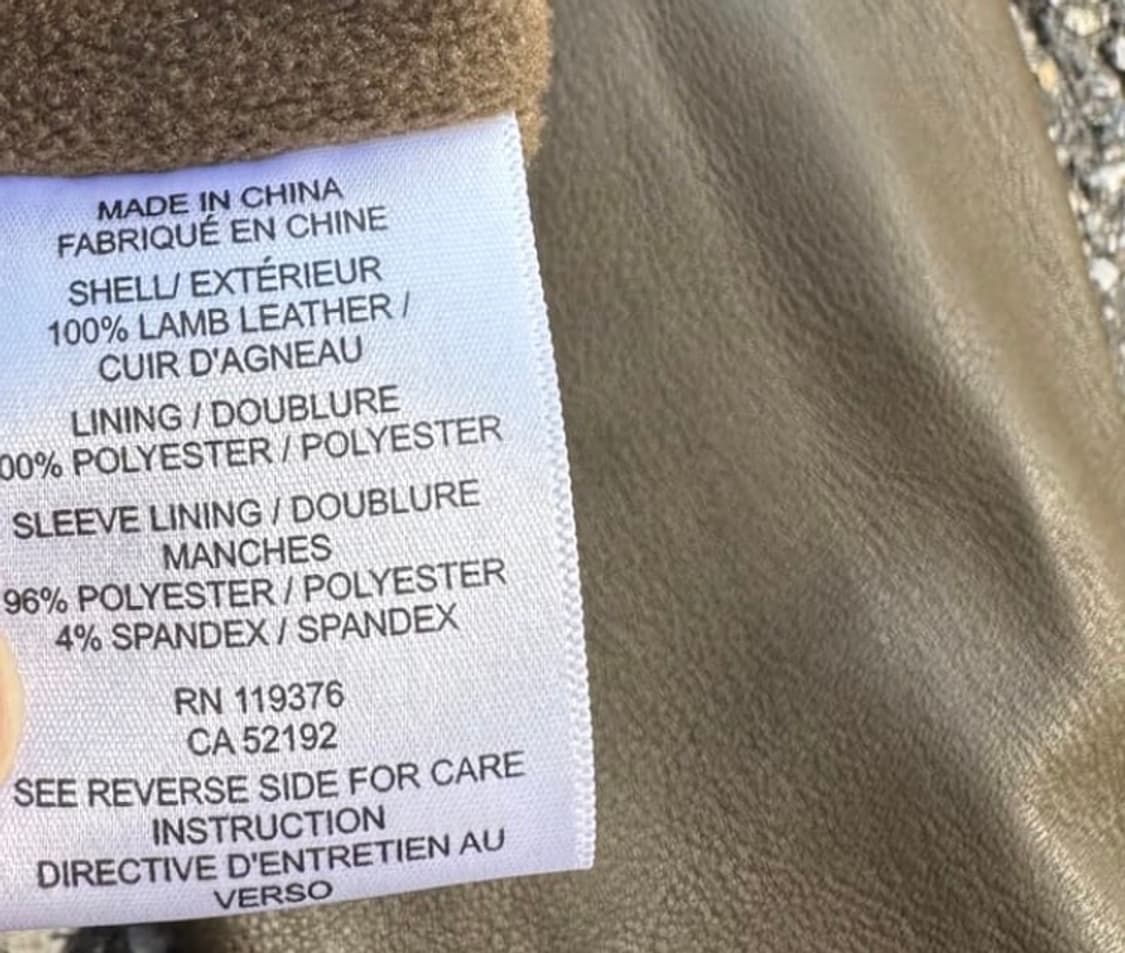 MADE IN CHINA
FABRIQUÉ EN CHINE
SHELL/ EXTÉRIEUR
100% LAMB LEATHER /
CUIR D'AGNEAU
LINING / DOUBLURE
00% POLYESTER / POLYESTER
SLEEVE LINING / DOUBLURE
MANCHES
96% POLYESTER / POLYESTER
4% SPANDEX / SPANDEX
RN 119376
CA 52192
SEE REVERSE SIDE FOR CARE
INSTRUCTION
DIRECTIVE D'ENTRETIEN AU
VERSO